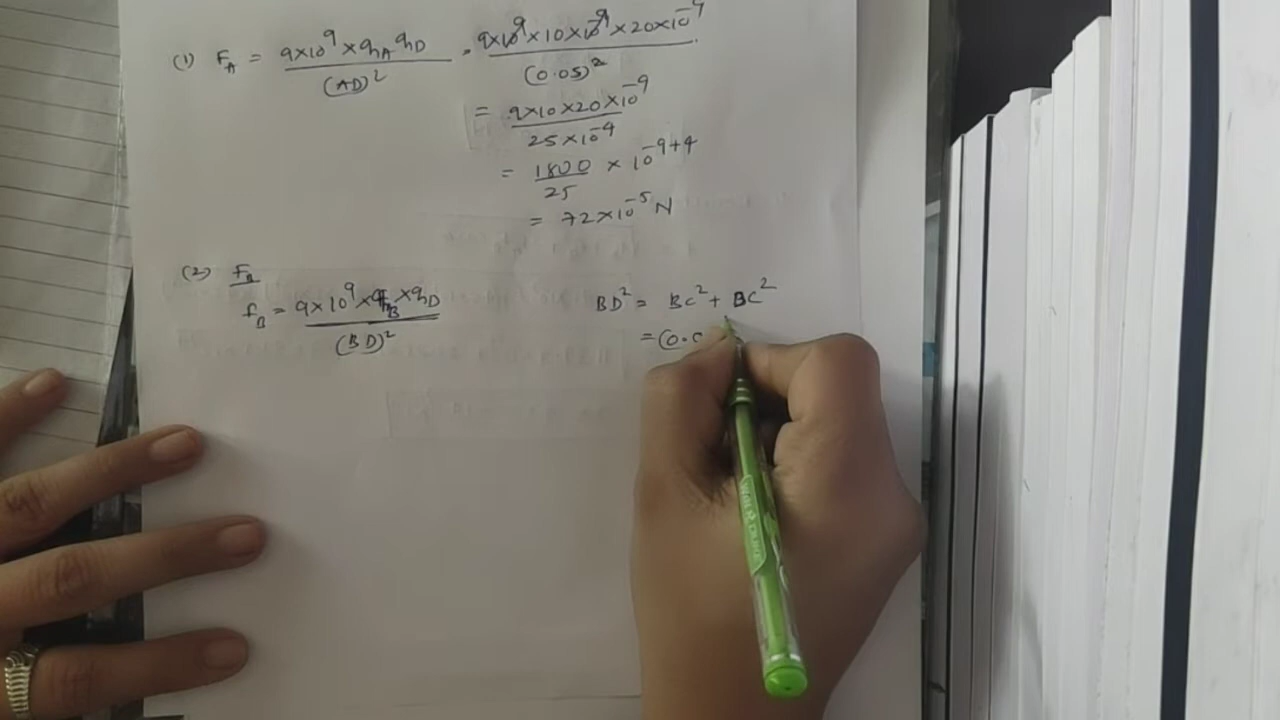 (1) F_A = 9×10^9 × q_A q_D / (AD)^2 = 9×10^9 × 10 × 10^-9 × 20×10^-9 / (0.05)^2
= 9×10×20×10^-9 / 25×10^-4
= 1800 / 25 × 10^-9+4
= 72×10^-5 N
(2) F_B
F_B = 9×10^9 × q_B × q_D / (BD)^2
BD^2 = BC^2 + BC^2
= (0.0